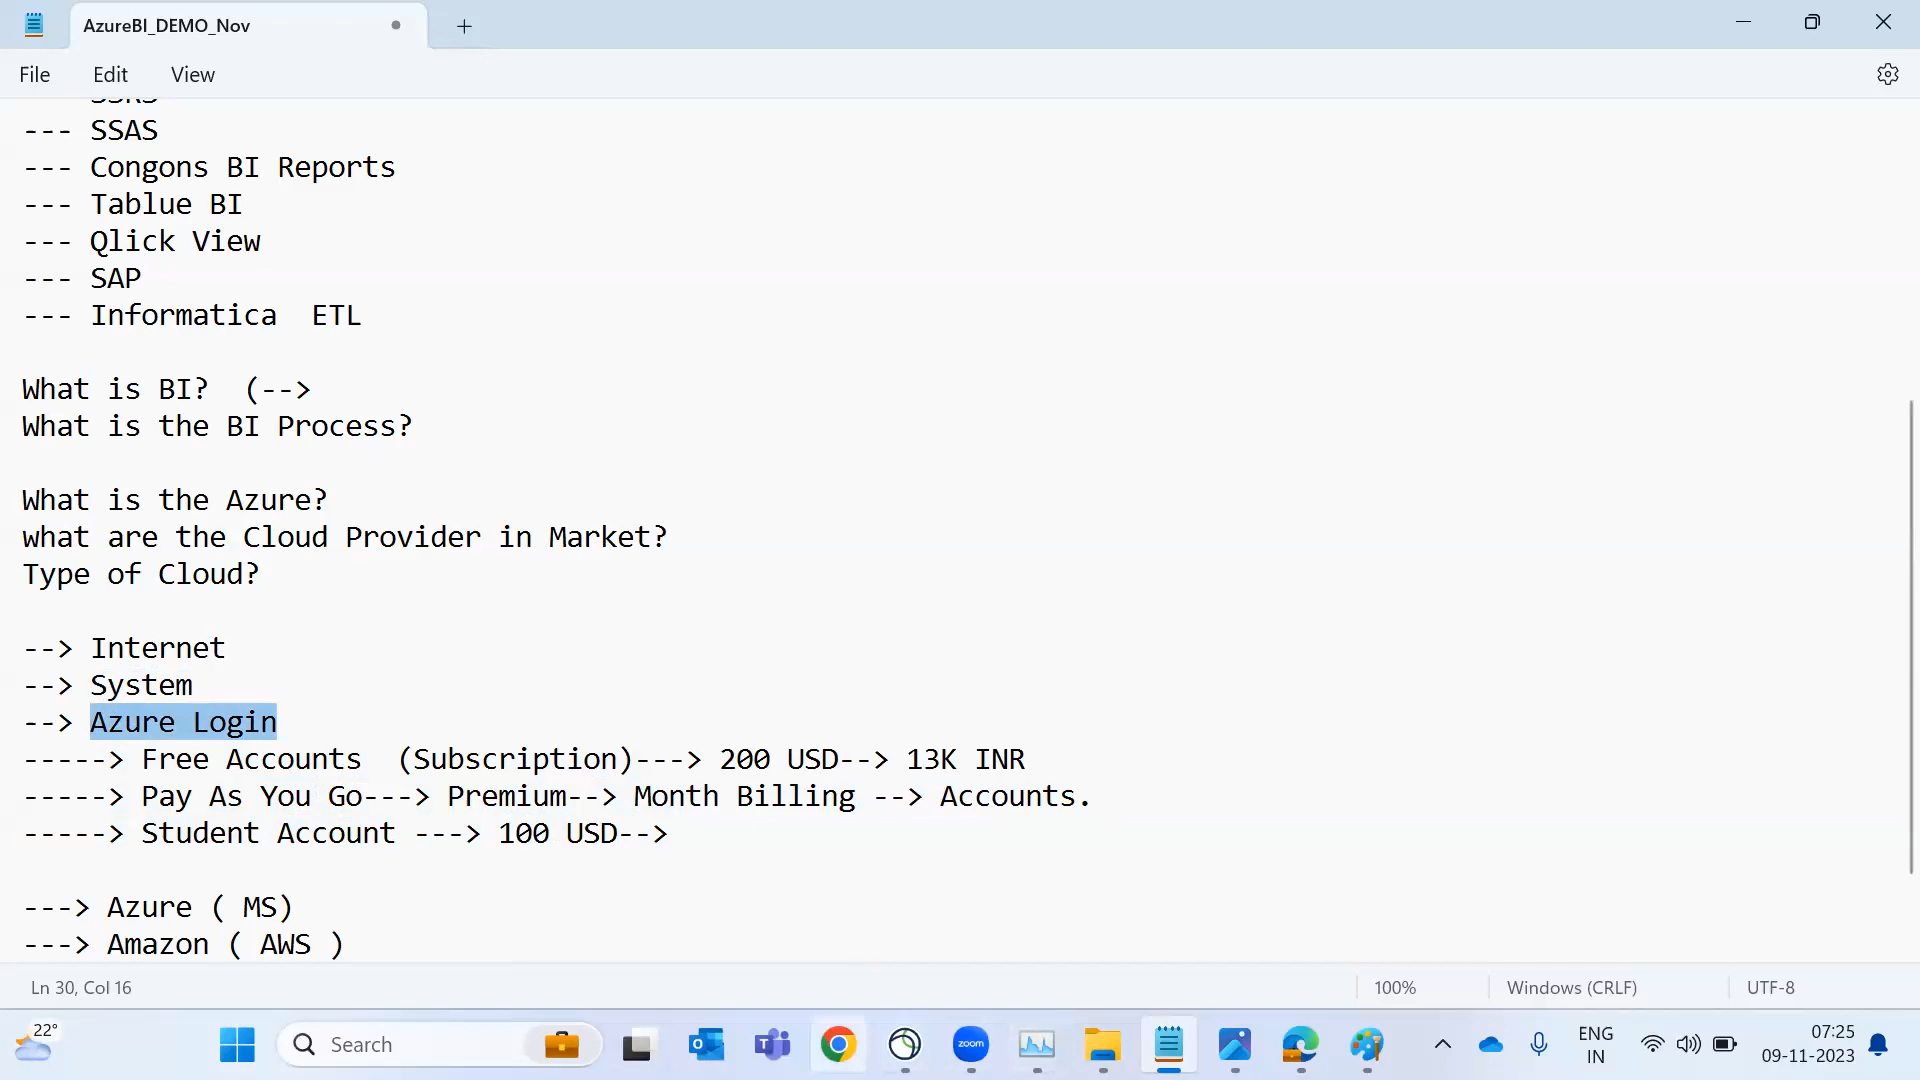 AzureBI_DEMO_Nov
File Edit View
--- SSRS
--- SSAS
--- Congons BI Reports
--- Tablue BI
--- Qlick View
--- SAP
--- Informatica  ETL
What is BI?  (-->
What is the BI Process?
What is the Azure?
what are the Cloud Provider in Market?
Type of Cloud?
--> Internet
--> System
--> Azure Login
-----> Free Accounts  (Subscription)---> 200 USD--> 13K INR
-----> Pay As You Go---> Premium--> Month Billing --> Accounts.
-----> Student Account ---> 100 USD-->
---> Azure ( MS)
---> Amazon ( AWS )
Ln 30, Col 16 100% Windows (CRLF) UTF-8
22° Search zoom ENG IN 07:25 09-11-2023